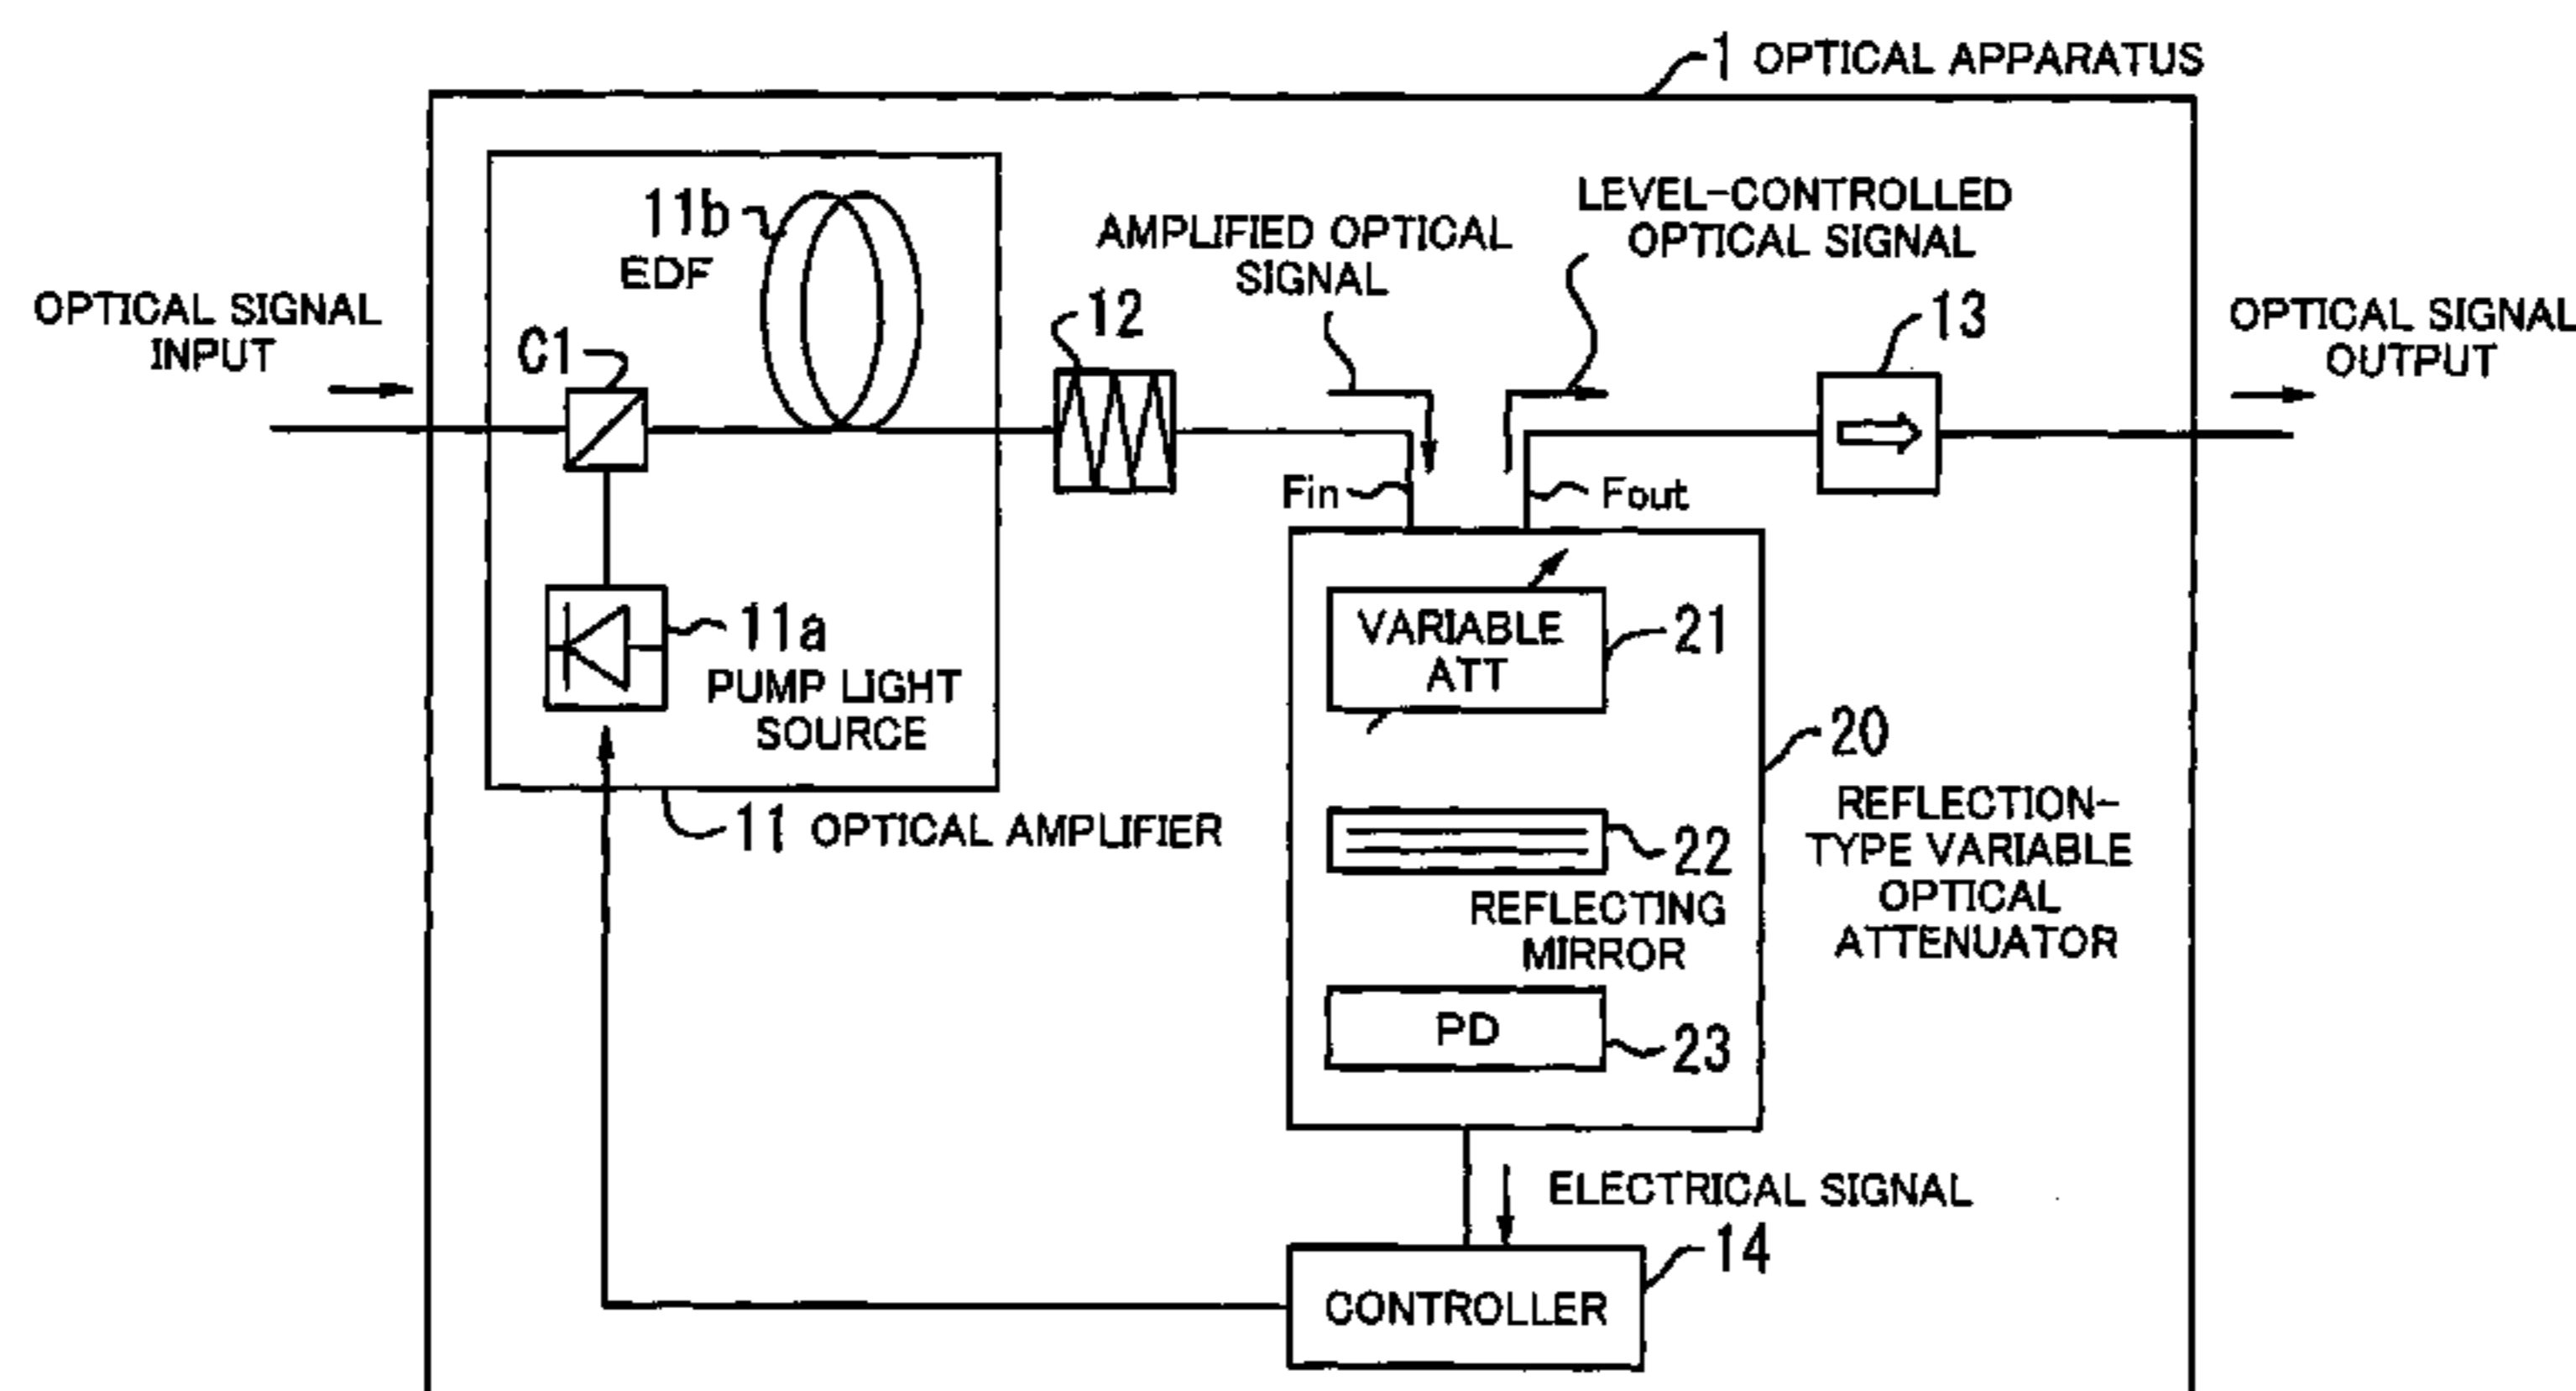 1 OPTICAL APPARATUS
11b
EDF
AMPLIFIED OPTICAL
SIGNAL
LEVEL-CONTROLLED
OPTICAL SIGNAL
OPTICAL SIGNAL
INPUT
C1
12
13
OPTICAL SIGNAL
OUTPUT
Fin
Fout
11a
PUMP LIGHT
SOURCE
VARIABLE
ATT
21
20
REFLECTION-
TYPE VARIABLE
OPTICAL
ATTENUATOR
11 OPTICAL AMPLIFIER
22
REFLECTING
MIRROR
PD
23
ELECTRICAL SIGNAL
14
CONTROLLER